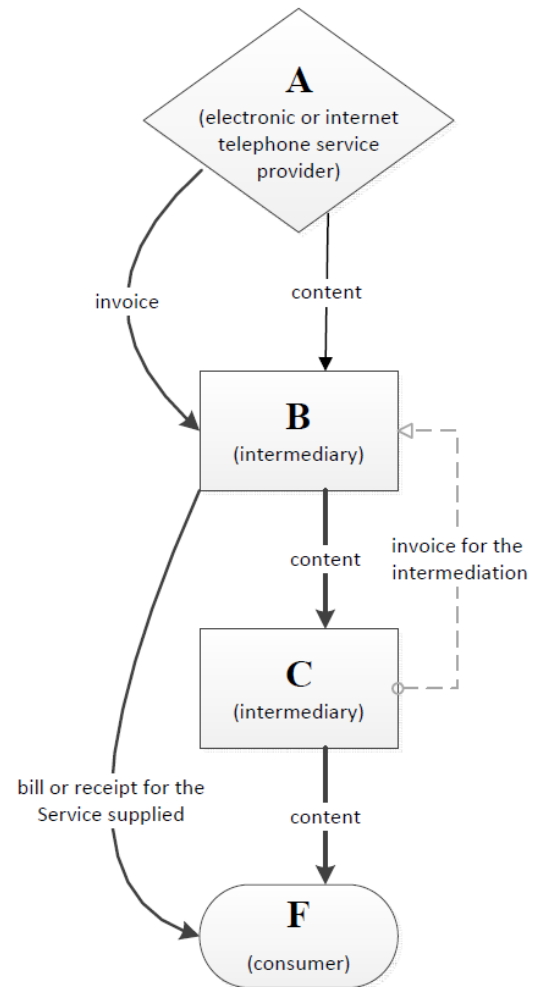 A
(electronic or internet
telephone service
provider)
invoice
content
B
(intermediary)
content
invoice for the
intermediation
C
(intermediary)
bill or receipt for the
Service supplied
content
F
(consumer)